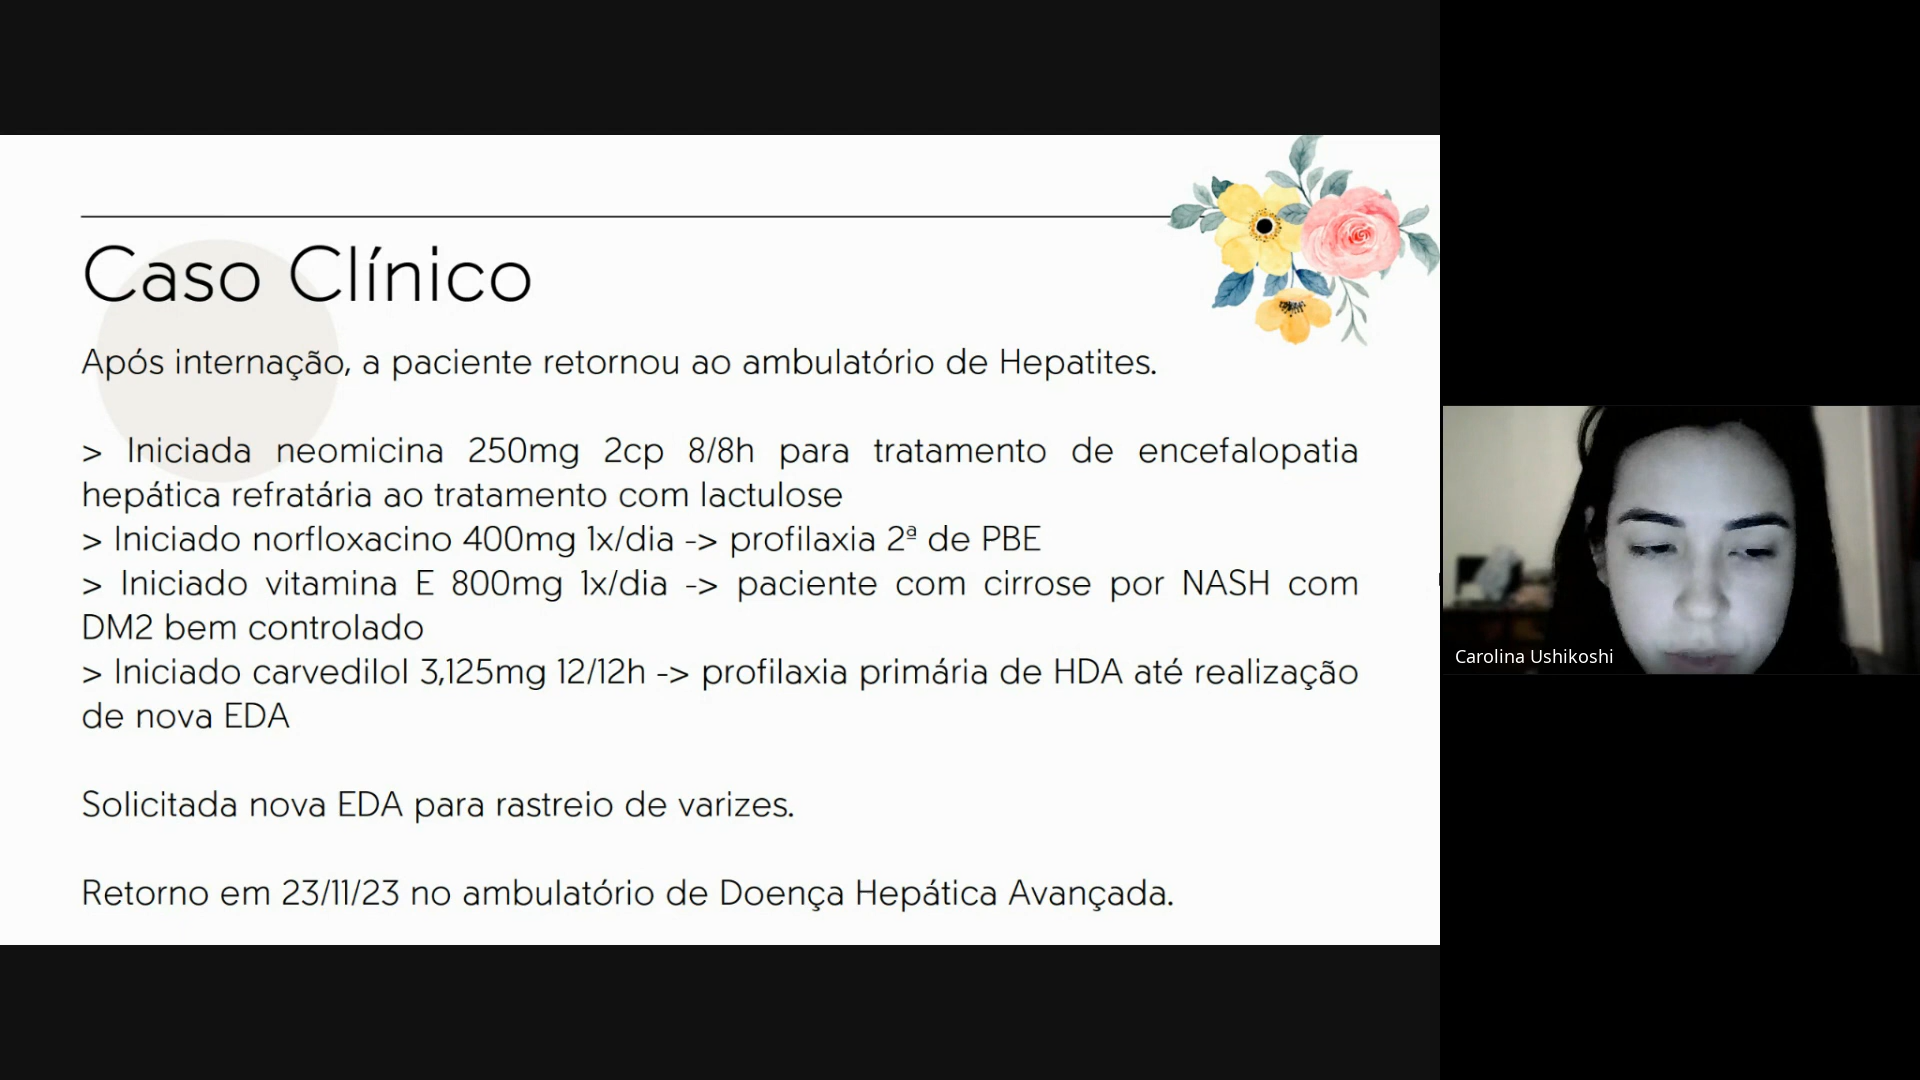 Caso Clínico
Após internação, a paciente retornou ao ambulatório de Hepatites.
> Iniciada neomicina 250mg 2cp 8/8h para tratamento de encefalopatia
hepática refratária ao tratamento com lactulose
> Iniciado norfloxacino 400mg 1x/dia -> profilaxia 2ª de PBE
> Iniciado vitamina E 800mg 1x/dia -> paciente com cirrose por NASH com
DM2 bem controlado
> Iniciado carvedilol 3,125mg 12/12h -> profilaxia primária de HDA até realização
de nova EDA
Solicitada nova EDA para rastreio de varizes.
Retorno em 23/11/23 no ambulatório de Doença Hepática Avançada.
Carolina Ushikoshi